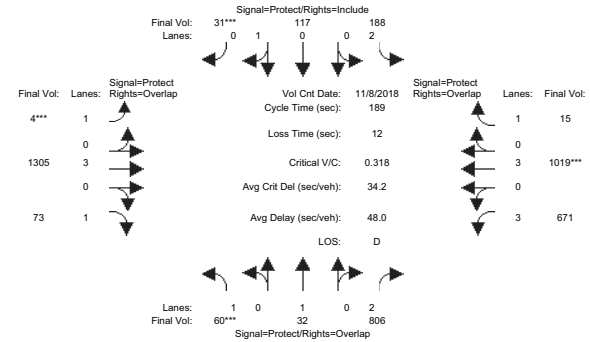 Signal=Protect/Rights=Include
Final Vol: 31*** 117 188
Lanes: 0 1 0 0 2
Signal=Protect
Final Vol: Lanes: Rights=Overlap
Vol Cnt Date: 11/8/2018
Signal=Protect
Rights=Overlap Lanes: Final Vol:
Cycle Time (sec): 189
4*** 1
1 15
Loss Time (sec): 12
0
0
1305 3
Critical V/C: 0.318
3 1019***
0
Avg Crit Del (sec/veh): 34.2
0
73 1
Avg Delay (sec/veh): 48.0
3 671
LOS: D
Lanes: 1 0 1 0 2
Final Vol: 60*** 32 806
Signal=Protect/Rights=Overlap